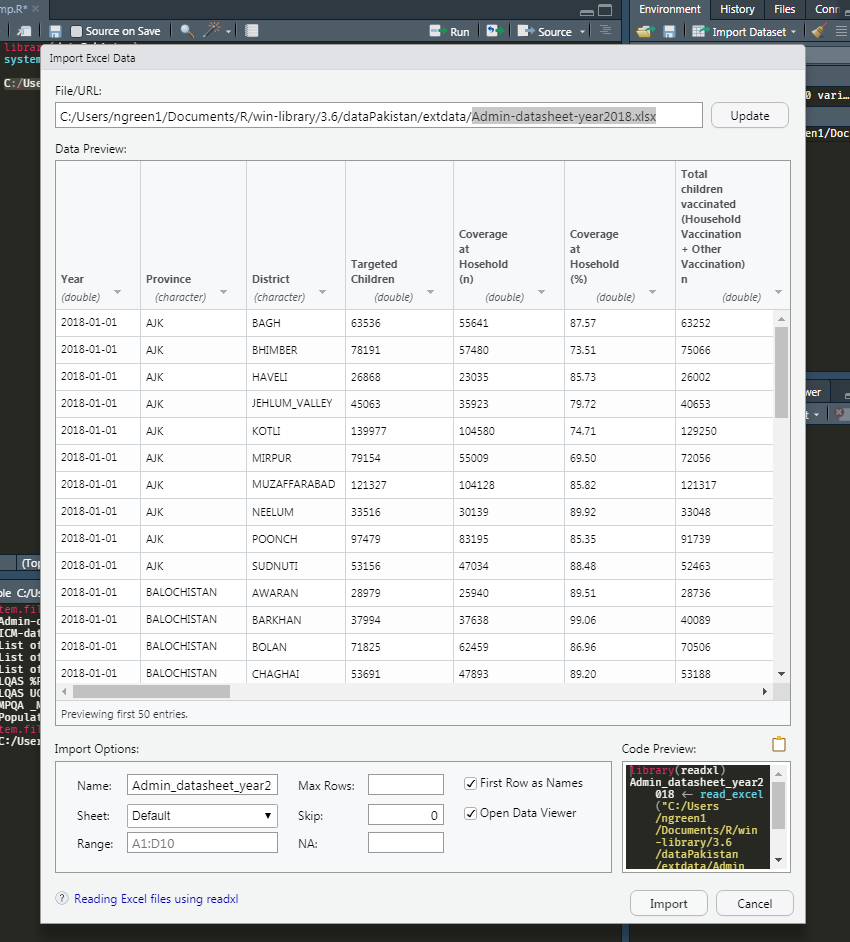 mp.R*
Source on Save
Run
Source
Environment
History
Files
Conn
Import Dataset
system
C:/Use
0 vari...
en1/Doc
Import Excel Data
File/URL:
C:/Users/ngreen1/Documents/R/win-library/3.6/dataPakistan/extdata/Admin-datasheet-year2018.xlsx
Update
Data Preview:
Year
(double)
Province
(character)
District
(character)
Targeted
Children
(double)
Coverage
at
Hosehold
(n)
(double)
Coverage
at
Hosehold
(%)
(double)
Total
children
vaccinated
(Household
Vaccination
+ Other
Vaccination)
n
(double)
2018-01-01 AJK BAGH 63536 55641 87.57 63252
2018-01-01 AJK BHIMBER 78191 57480 73.51 75066
2018-01-01 AJK HAVELI 26868 23035 85.73 26002
2018-01-01 AJK JEHLUM_VALLEY 45063 35923 79.72 40653
2018-01-01 AJK KOTLI 139977 104580 74.71 129250
2018-01-01 AJK MIRPUR 79154 55009 69.50 72056
2018-01-01 AJK MUZAFFARABAD 121327 104128 85.82 121317
2018-01-01 AJK NEELUM 33516 30139 89.92 33048
2018-01-01 AJK POONCH 97479 83195 85.35 91739
2018-01-01 AJK SUDNUTI 53156 47034 88.48 52463
2018-01-01 BALOCHISTAN AWARAN 28979 25940 89.51 28736
2018-01-01 BALOCHISTAN BARKHAN 37994 37638 99.06 40089
2018-01-01 BALOCHISTAN BOLAN 71825 62459 86.96 70506
2018-01-01 BALOCHISTAN CHAGHAI 53691 47893 89.20 53188
Previewing first 50 entries.
(Top
C:/Us
tem.fil
Admin-d
ICM-dat
List of
List of
List of
LQAS %P
LQAS UC
MPQA _M
Populat
tem.fil
C:/User
wer
Import Options:
Name: Admin_datasheet_year2
Sheet: Default
Range: A1:D10
Max Rows:
Skip: 0
NA:
First Row as Names
Open Data Viewer
Code Preview:
library(readxl)
Admin_datasheet_year2
018 <- read_excel
("C:/Users
/ngreen1
/Documents/R/win
-library/3.6
/dataPakistan
/extdata/Admin
Reading Excel files using readxl
Import
Cancel